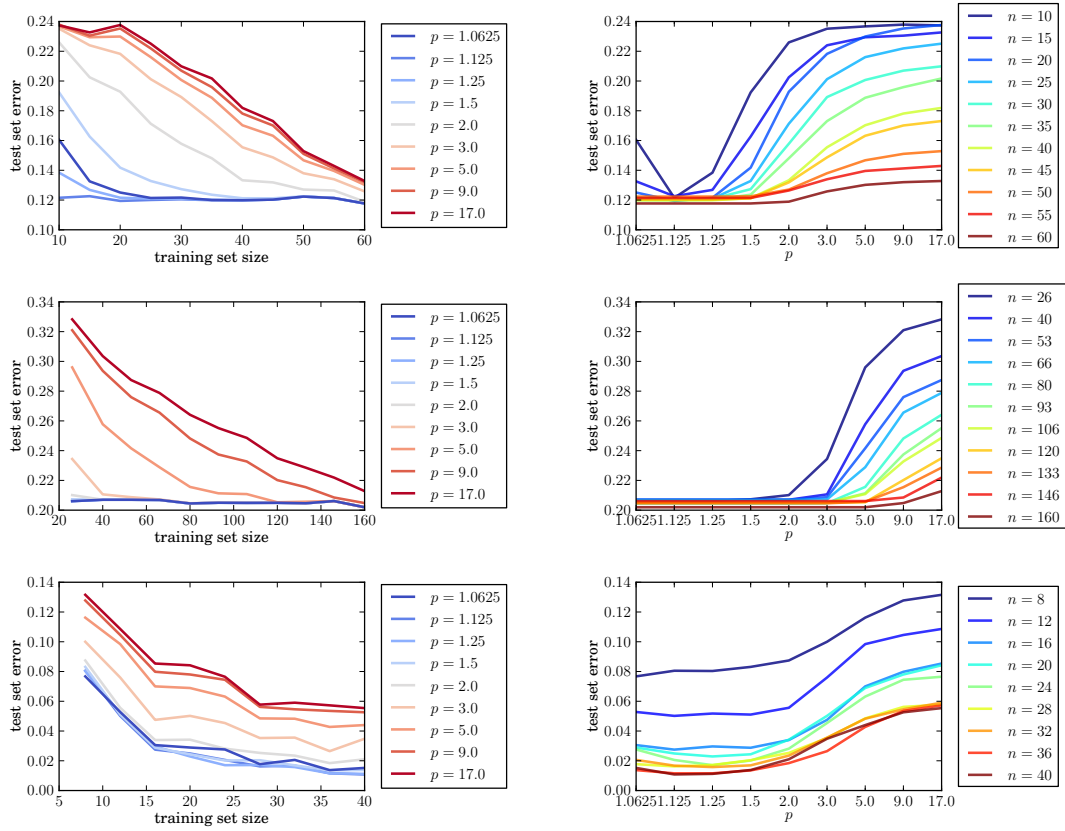 0.24
0.22
0.20
0.18
0.16
0.14
0.12
0.10
10 20 30 40 50 60
training set size
test set error
p = 1.0625
p = 1.125
p = 1.25
p = 1.5
p = 2.0
p = 3.0
p = 5.0
p = 9.0
p = 17.0
0.24
0.22
0.20
0.18
0.16
0.14
0.12
0.10
1.0625 1.125 1.25 1.5 2.0 3.0 5.0 9.0 17.0
p
test set error
n = 10
n = 15
n = 20
n = 25
n = 30
n = 35
n = 40
n = 45
n = 50
n = 55
n = 60
0.34
0.32
0.30
0.28
0.26
0.24
0.22
0.20
20 40 60 80 100 120 140 160
training set size
test set error
p = 1.0625
p = 1.125
p = 1.25
p = 1.5
p = 2.0
p = 3.0
p = 5.0
p = 9.0
p = 17.0
0.34
0.32
0.30
0.28
0.26
0.24
0.22
0.20
1.0625 1.125 1.25 1.5 2.0 3.0 5.0 9.0 17.0
p
test set error
n = 26
n = 40
n = 53
n = 66
n = 80
n = 93
n = 106
n = 120
n = 133
n = 146
n = 160
0.14
0.12
0.10
0.08
0.06
0.04
0.02
0.00
5 10 15 20 25 30 35 40
training set size
test set error
p = 1.0625
p = 1.125
p = 1.25
p = 1.5
p = 2.0
p = 3.0
p = 5.0
p = 9.0
p = 17.0
0.14
0.12
0.10
0.08
0.06
0.04
0.02
0.00
1.0625 1.125 1.25 1.5 2.0 3.0 5.0 9.0 17.0
p
test set error
n = 8
n = 12
n = 16
n = 20
n = 24
n = 28
n = 32
n = 36
n = 40